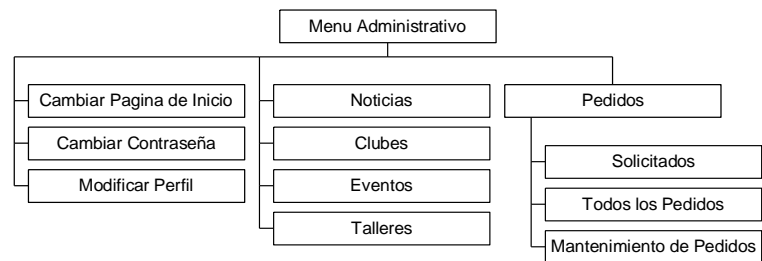 Menu Administrativo
Cambiar Pagina de Inicio
Cambiar Contraseña
Modificar Perfil
Noticias
Clubes
Eventos
Talleres
Pedidos
Solicitados
Todos los Pedidos
Mantenimiento de Pedidos